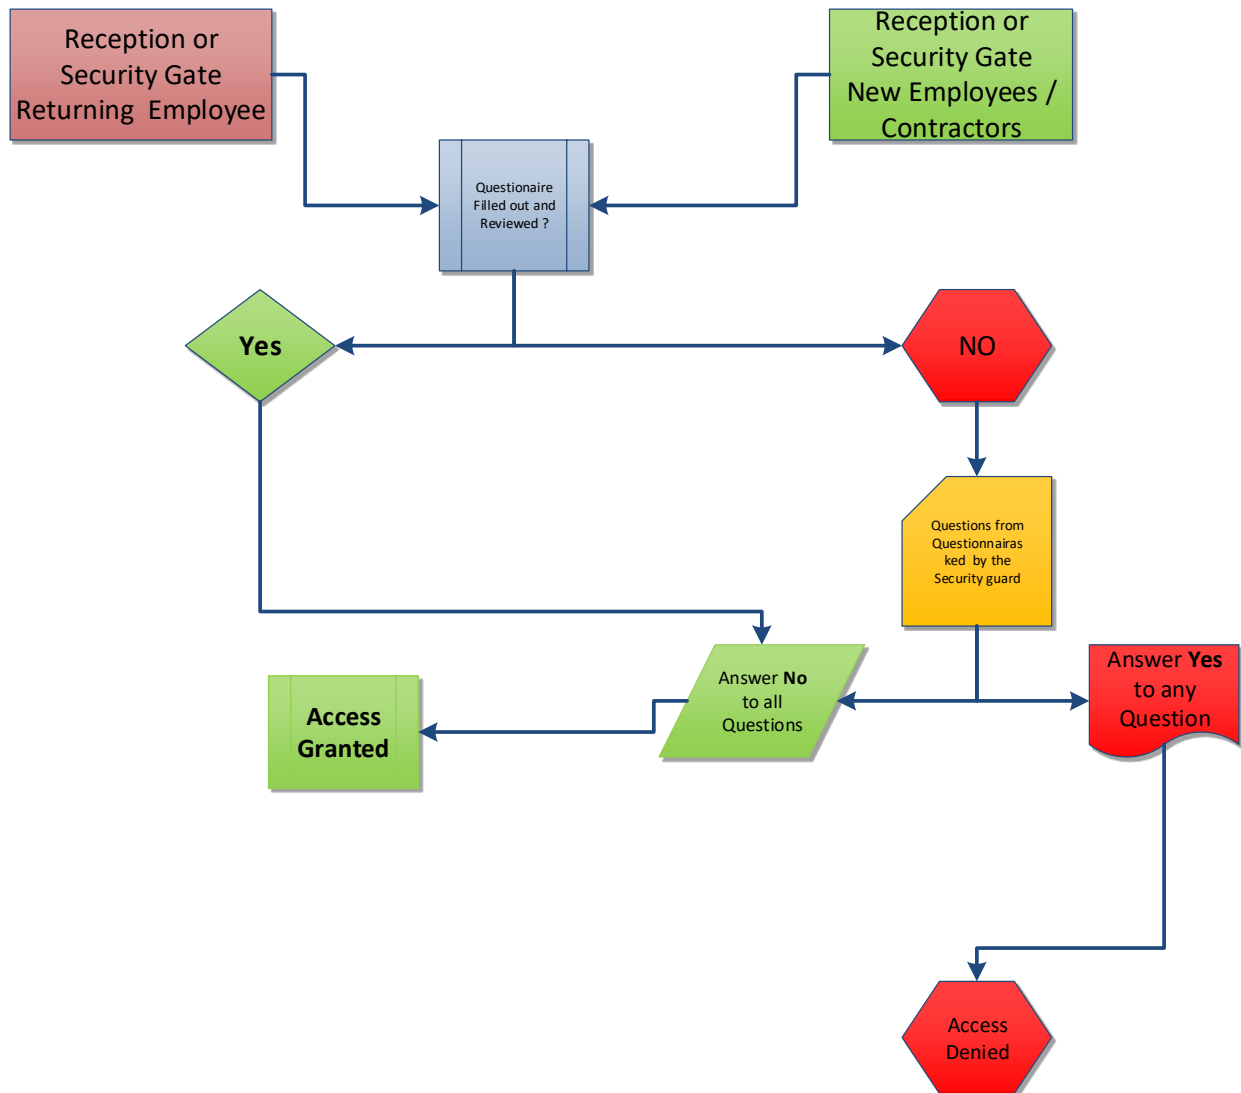 Reception or
Security Gate
Returning Employee
Reception or
Security Gate
New Employees /
Contractors
Questionaire
Filled out and
Reviewed ?
Yes
NO
Questions from
Questionnairas
ked by the
Security guard
Answer No
to all
Questions
Answer Yes
to any
Question
Access
Granted
Access
Denied